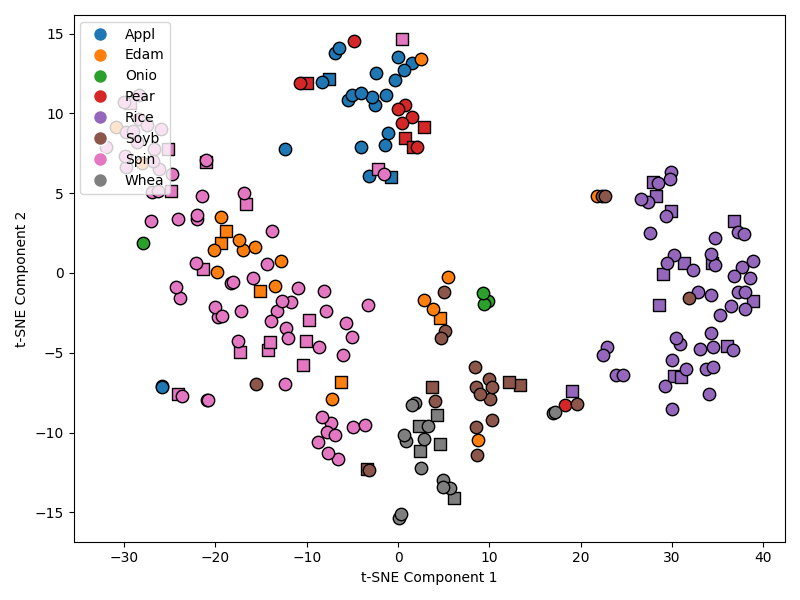 Appl
Edam
Onio
Pear
Rice
Soyb
Spin
Whea
15
10
5
0
−5
−10
−15
t-SNE Component 2
−30
−20
−10
0
10
20
30
40
t-SNE Component 1